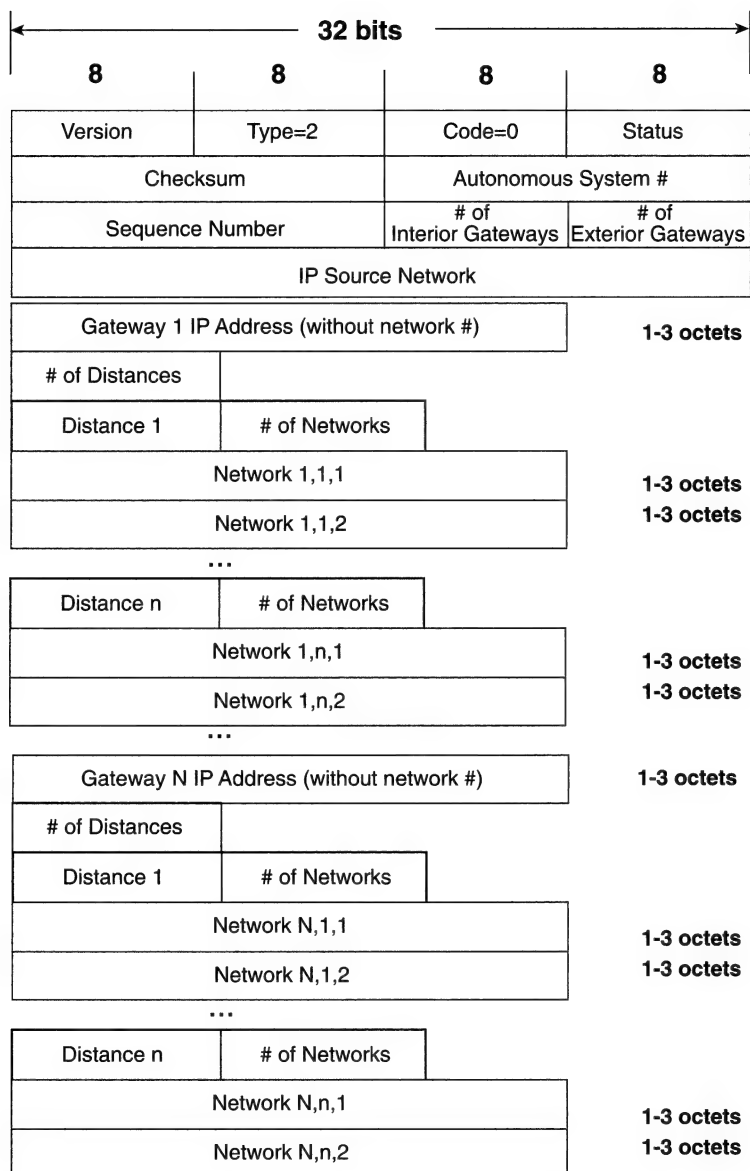 32 bits
8 8 8 8
Version Type=2 Code=0 Status
Checksum Autonomous System #
Sequence Number # of Interior Gateways # of Exterior Gateways
IP Source Network
Gateway 1 IP Address (without network #) 1-3 octets
# of Distances
Distance 1 # of Networks
Network 1,1,1 1-3 octets
Network 1,1,2 1-3 octets
...
Distance n # of Networks
Network 1,n,1 1-3 octets
Network 1,n,2 1-3 octets
...
Gateway N IP Address (without network #) 1-3 octets
# of Distances
Distance 1 # of Networks
Network N,1,1 1-3 octets
Network N,1,2 1-3 octets
...
Distance n # of Networks
Network N,n,1 1-3 octets
Network N,n,2 1-3 octets